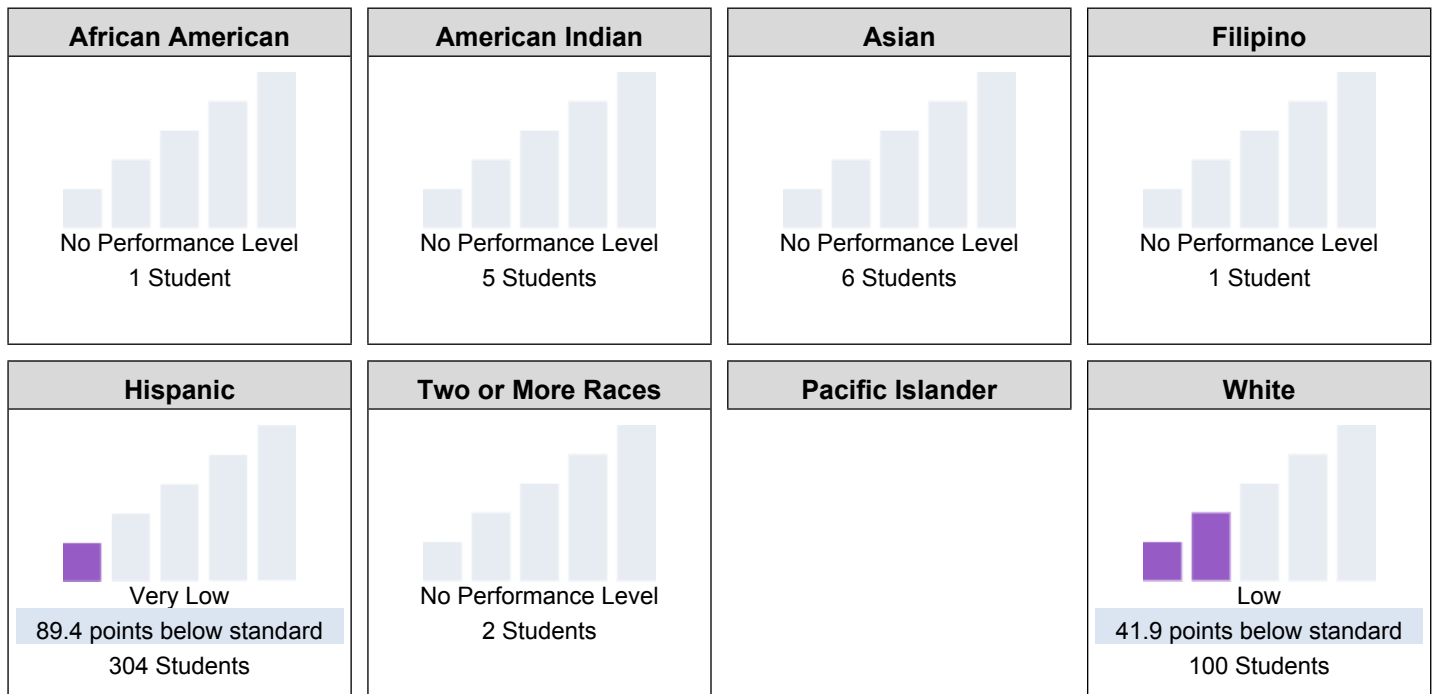 African American
No Performance Level
1 Student
American Indian
No Performance Level
5 Students
Asian
No Performance Level
6 Students
Filipino
No Performance Level
1 Student
Hispanic
Very Low
89.4 points below standard
304 Students
Two or More Races
No Performance Level
2 Students
Pacific Islander
White
Low
41.9 points below standard
100 Students